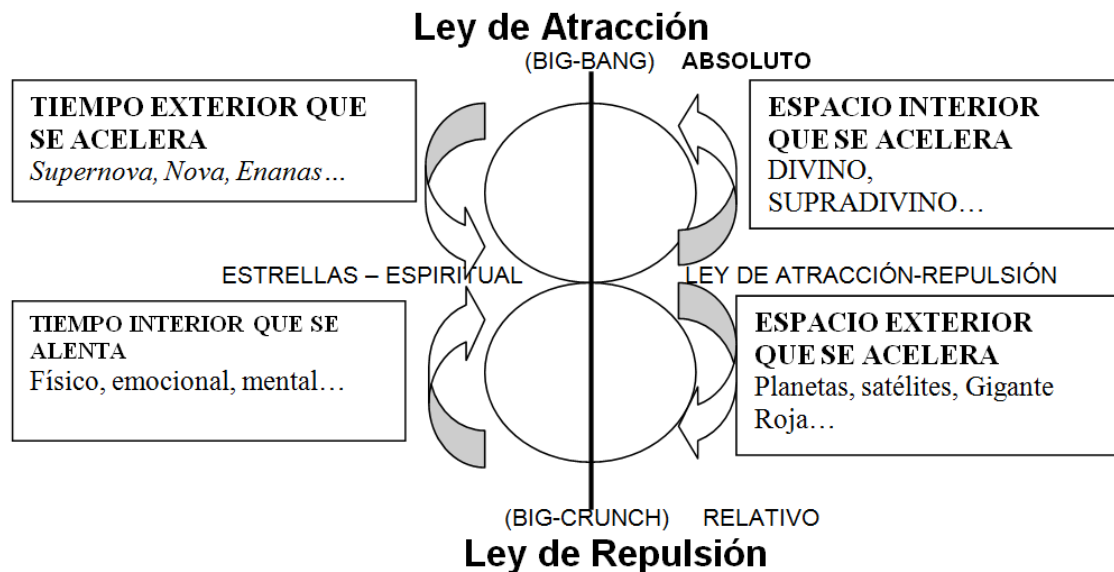 Ley de Atracción
(BIG-BANG) ABSOLUTO
TIEMPO EXTERIOR QUE
SE ACELERA
Supernova, Nova, Enanas…
ESPACIO INTERIOR
QUE SE ACELERA
DIVINO,
SUPRADIVINO…
ESTRELLAS – ESPIRITUAL
LEY DE ATRACCIÓN-REPULSIÓN
TIEMPO INTERIOR QUE SE
ALENTA
Físico, emocional, mental…
ESPACIO EXTERIOR
QUE SE ACELERA
Planetas, satélites, Gigante
Roja…
(BIG-CRUNCH) RELATIVO
Ley de Repulsión